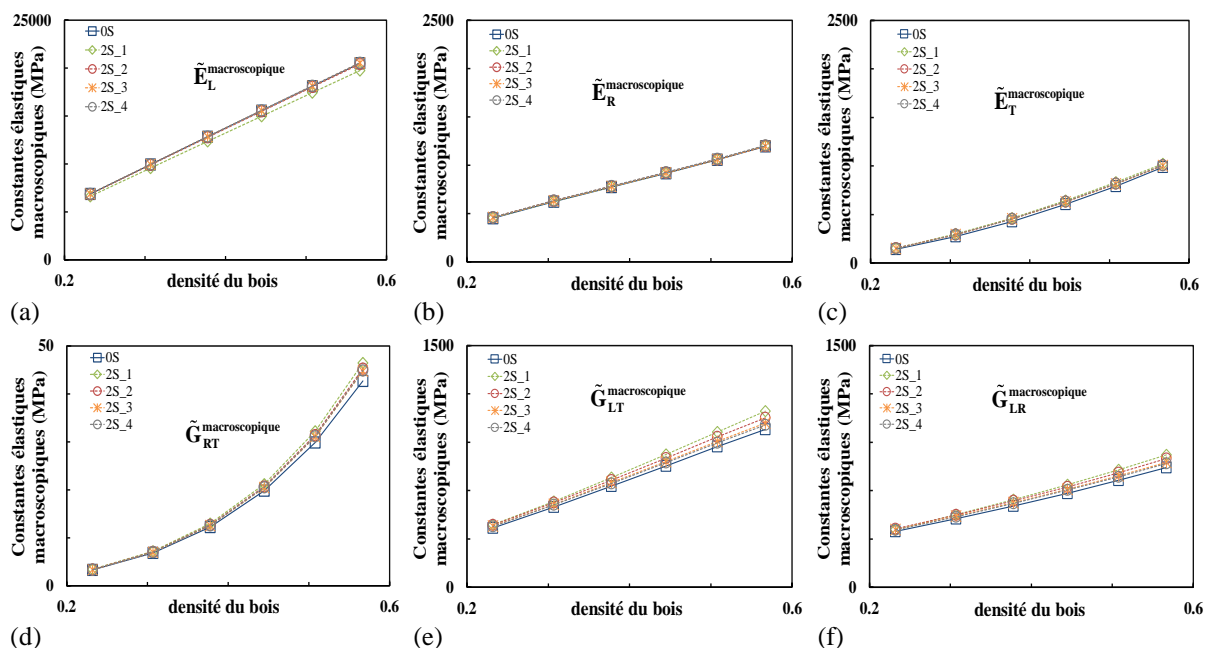 25000
0S
2S_1
2S_2
2S_3
2S_4
Ẽ_L^macroscopique
Constantes élastiques
macroscopiques (MPa)
0
0.2
densité du bois
0.6
(a)
2500
0S
2S_1
2S_2
2S_3
2S_4
Ẽ_R^macroscopique
Constantes élastiques
macroscopiques (MPa)
0
0.2
densité du bois
0.6
(b)
2500
0S
2S_1
2S_2
2S_3
2S_4
Ẽ_T^macroscopique
Constantes élastiques
macroscopiques (MPa)
0
0.2
densité du bois
0.6
(c)
50
0S
2S_1
2S_2
2S_3
2S_4
G̃_RT^macroscopique
Constantes élastiques
macroscopiques (MPa)
0
0.2
densité du bois
0.6
(d)
1500
0S
2S_1
2S_2
2S_3
2S_4
G̃_LT^macroscopique
Constantes élastiques
macroscopiques (MPa)
0
0.2
densité du bois
0.6
(e)
1500
0S
2S_1
2S_2
2S_3
2S_4
G̃_LR^macroscopique
Constantes élastiques
macroscopiques (MPa)
0
0.2
densité du bois
0.6
(f)